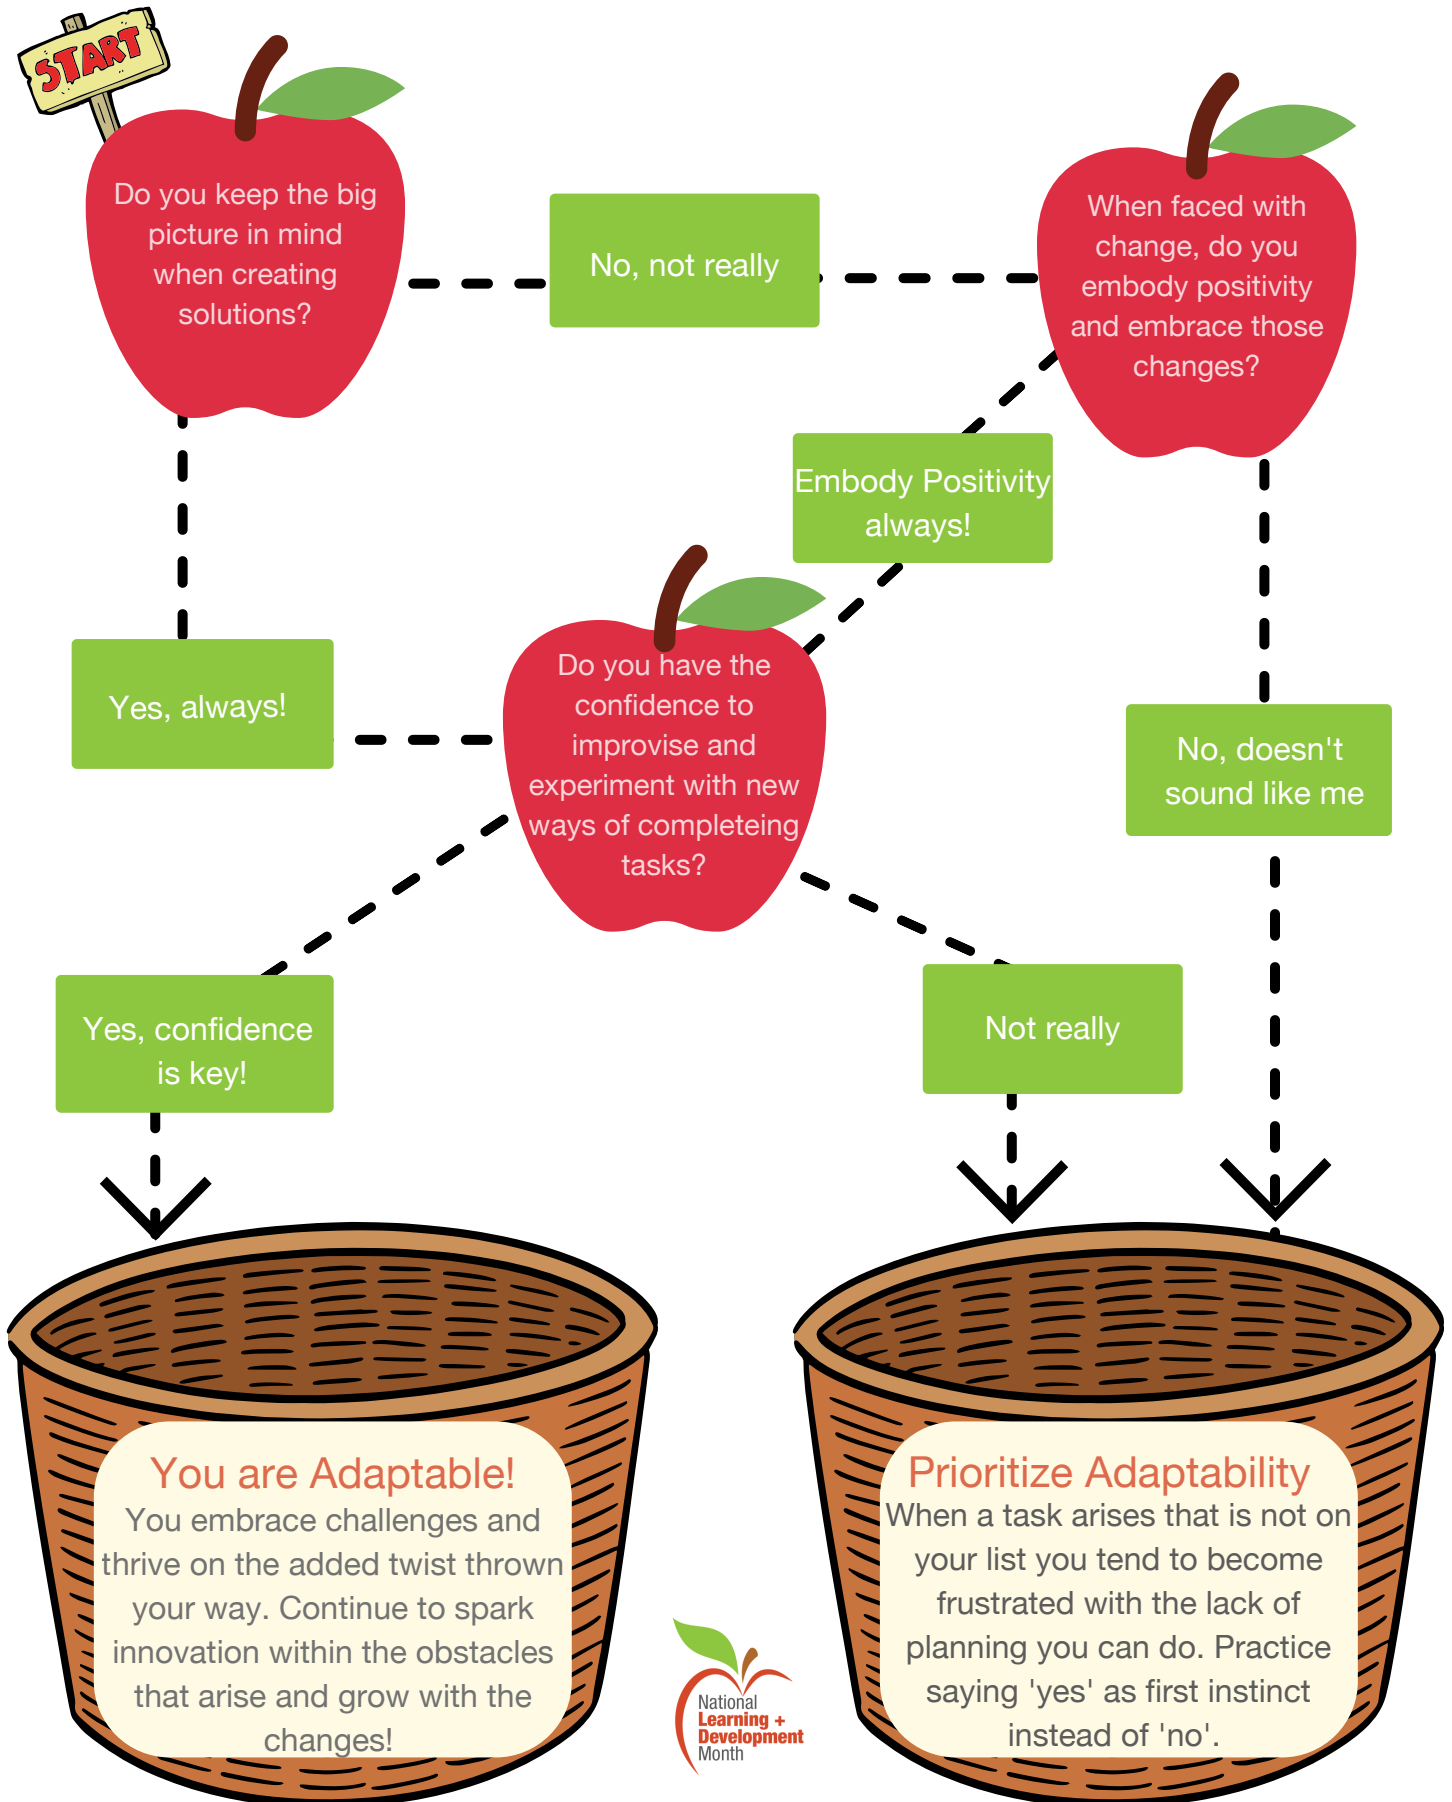 START
Do you keep the big
picture in mind
when creating
solutions?
No, not really
When faced with
change, do you
embody positivity
and embrace those
changes?
Embody Positivity
always!
Yes, always!
Do you have the
confidence to
improvise and
experiment with new
ways of completeing
tasks?
No, doesn't
sound like me
Yes, confidence
is key!
Not really
You are Adaptable!
You embrace challenges and
thrive on the added twist thrown
your way. Continue to spark
innovation within the obstacles
that arise and grow with the
changes!
National
Learning +
Development
Month
Prioritize Adaptability
When a task arises that is not on
your list you tend to become
frustrated with the lack of
planning you can do. Practice
saying 'yes' as first instinct
instead of 'no'.